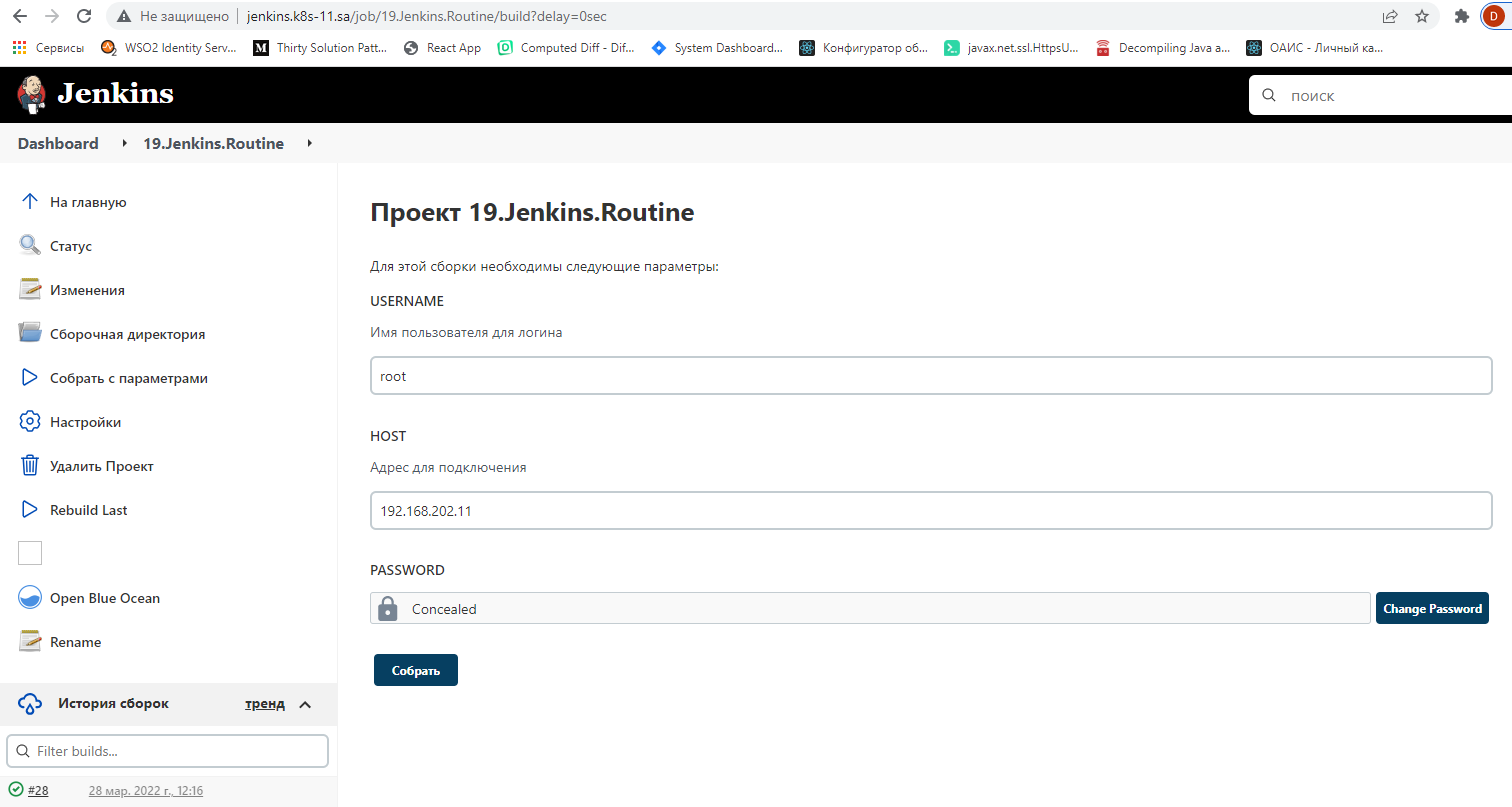 Не защищено jenkins.k8s-11.sa/job/19.Jenkins.Routine/build?delay=0sec D
Сервисы WSO2 Identity Serv... M Thirty Solution Patt... React App Computed Diff - Dif... System Dashboard... Конфигуратор об... javax.net.ssl.HttpsU... Decompiling Java a... ОАИС - Личный ка...
Jenkins поиск
Dashboard 19.Jenkins.Routine
На главную
Статус
Изменения
Сборочная директория
Собрать с параметрами
Настройки
Удалить Проект
Rebuild Last
Open Blue Ocean
Rename
История сборок тренд
Filter builds...
#28 28 мар. 2022 г., 12:16
Проект 19.Jenkins.Routine
Для этой сборки необходимы следующие параметры:
USERNAME
Имя пользователя для логина
root
HOST
Адрес для подключения
192.168.202.11
PASSWORD
Concealed Change Password
Собрать